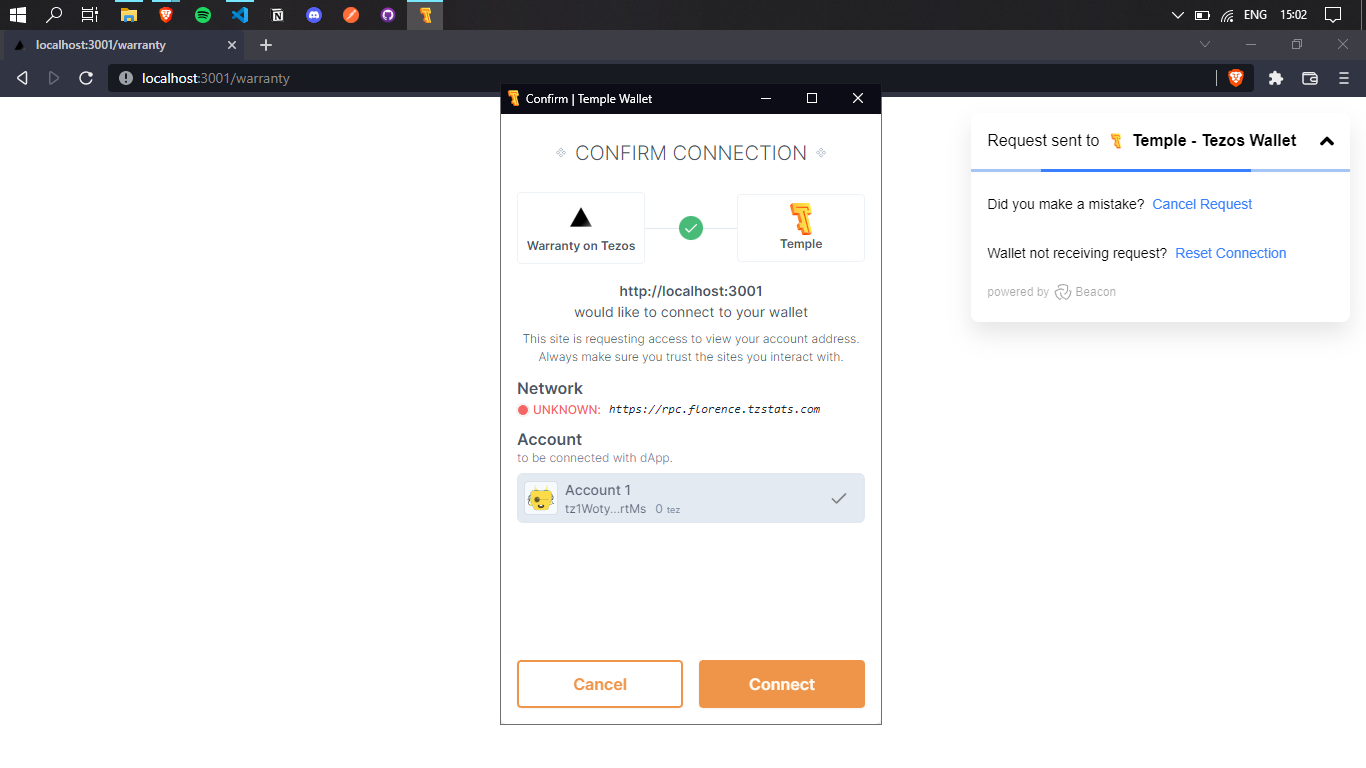 ENG 15:02
localhost:3001/warranty
localhost:3001/warranty
Confirm | Temple Wallet
CONFIRM CONNECTION
Warranty on Tezos
Temple
http://localhost:3001
would like to connect to your wallet
This site is requesting access to view your account address.
Always make sure you trust the sites you interact with.
Network
UNKNOWN: https://rpc.florence.tzstats.com
Account
to be connected with dApp.
Account 1
tz1Woty...rtMs 0 tez
Cancel Connect
Request sent to Temple - Tezos Wallet
Did you make a mistake? Cancel Request
Wallet not receiving request? Reset Connection
powered by Beacon